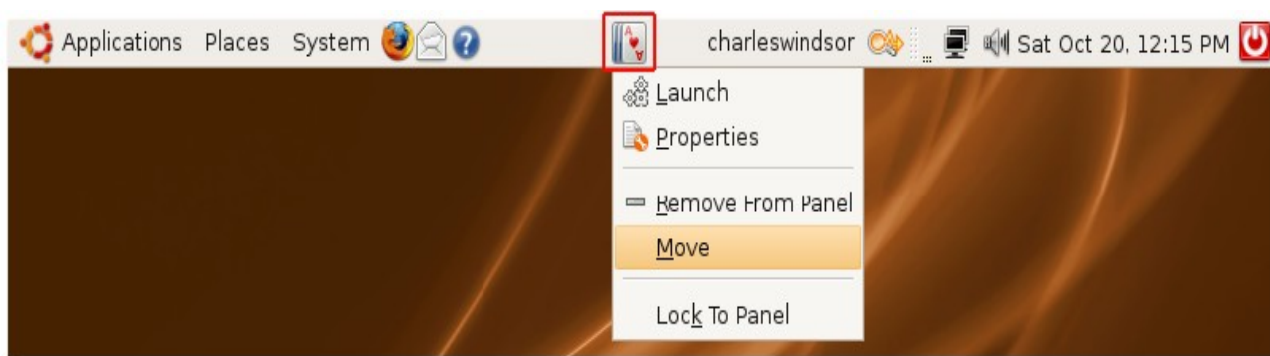 Applications Places System charleswindsor Sat Oct 20, 12:15 PM
Launch
Properties
Remove From Panel
Move
Lock To Panel